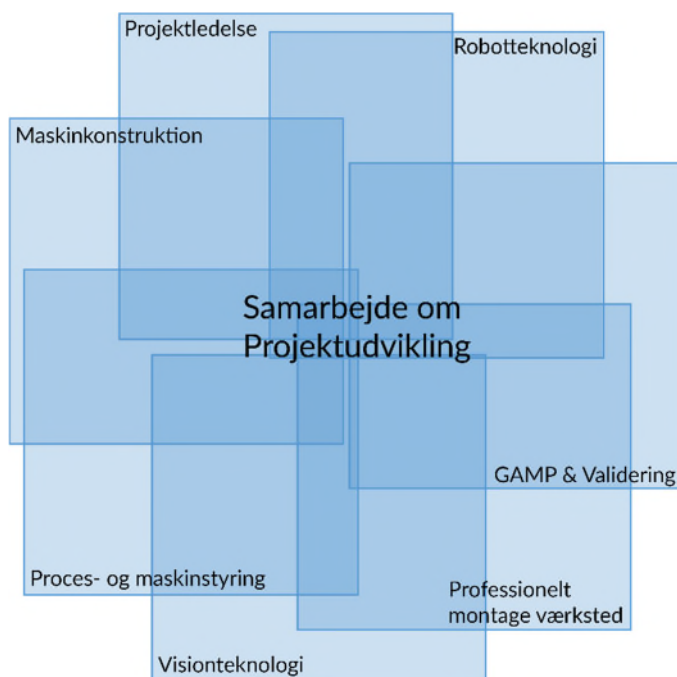 Projektledelse
Robotteknologi
Maskinkonstruktion
Samarbejde om
Projektudvikling
GAMP & Validering
Proces- og maskinstyring
Professionelt
montage værksted
Visionteknologi